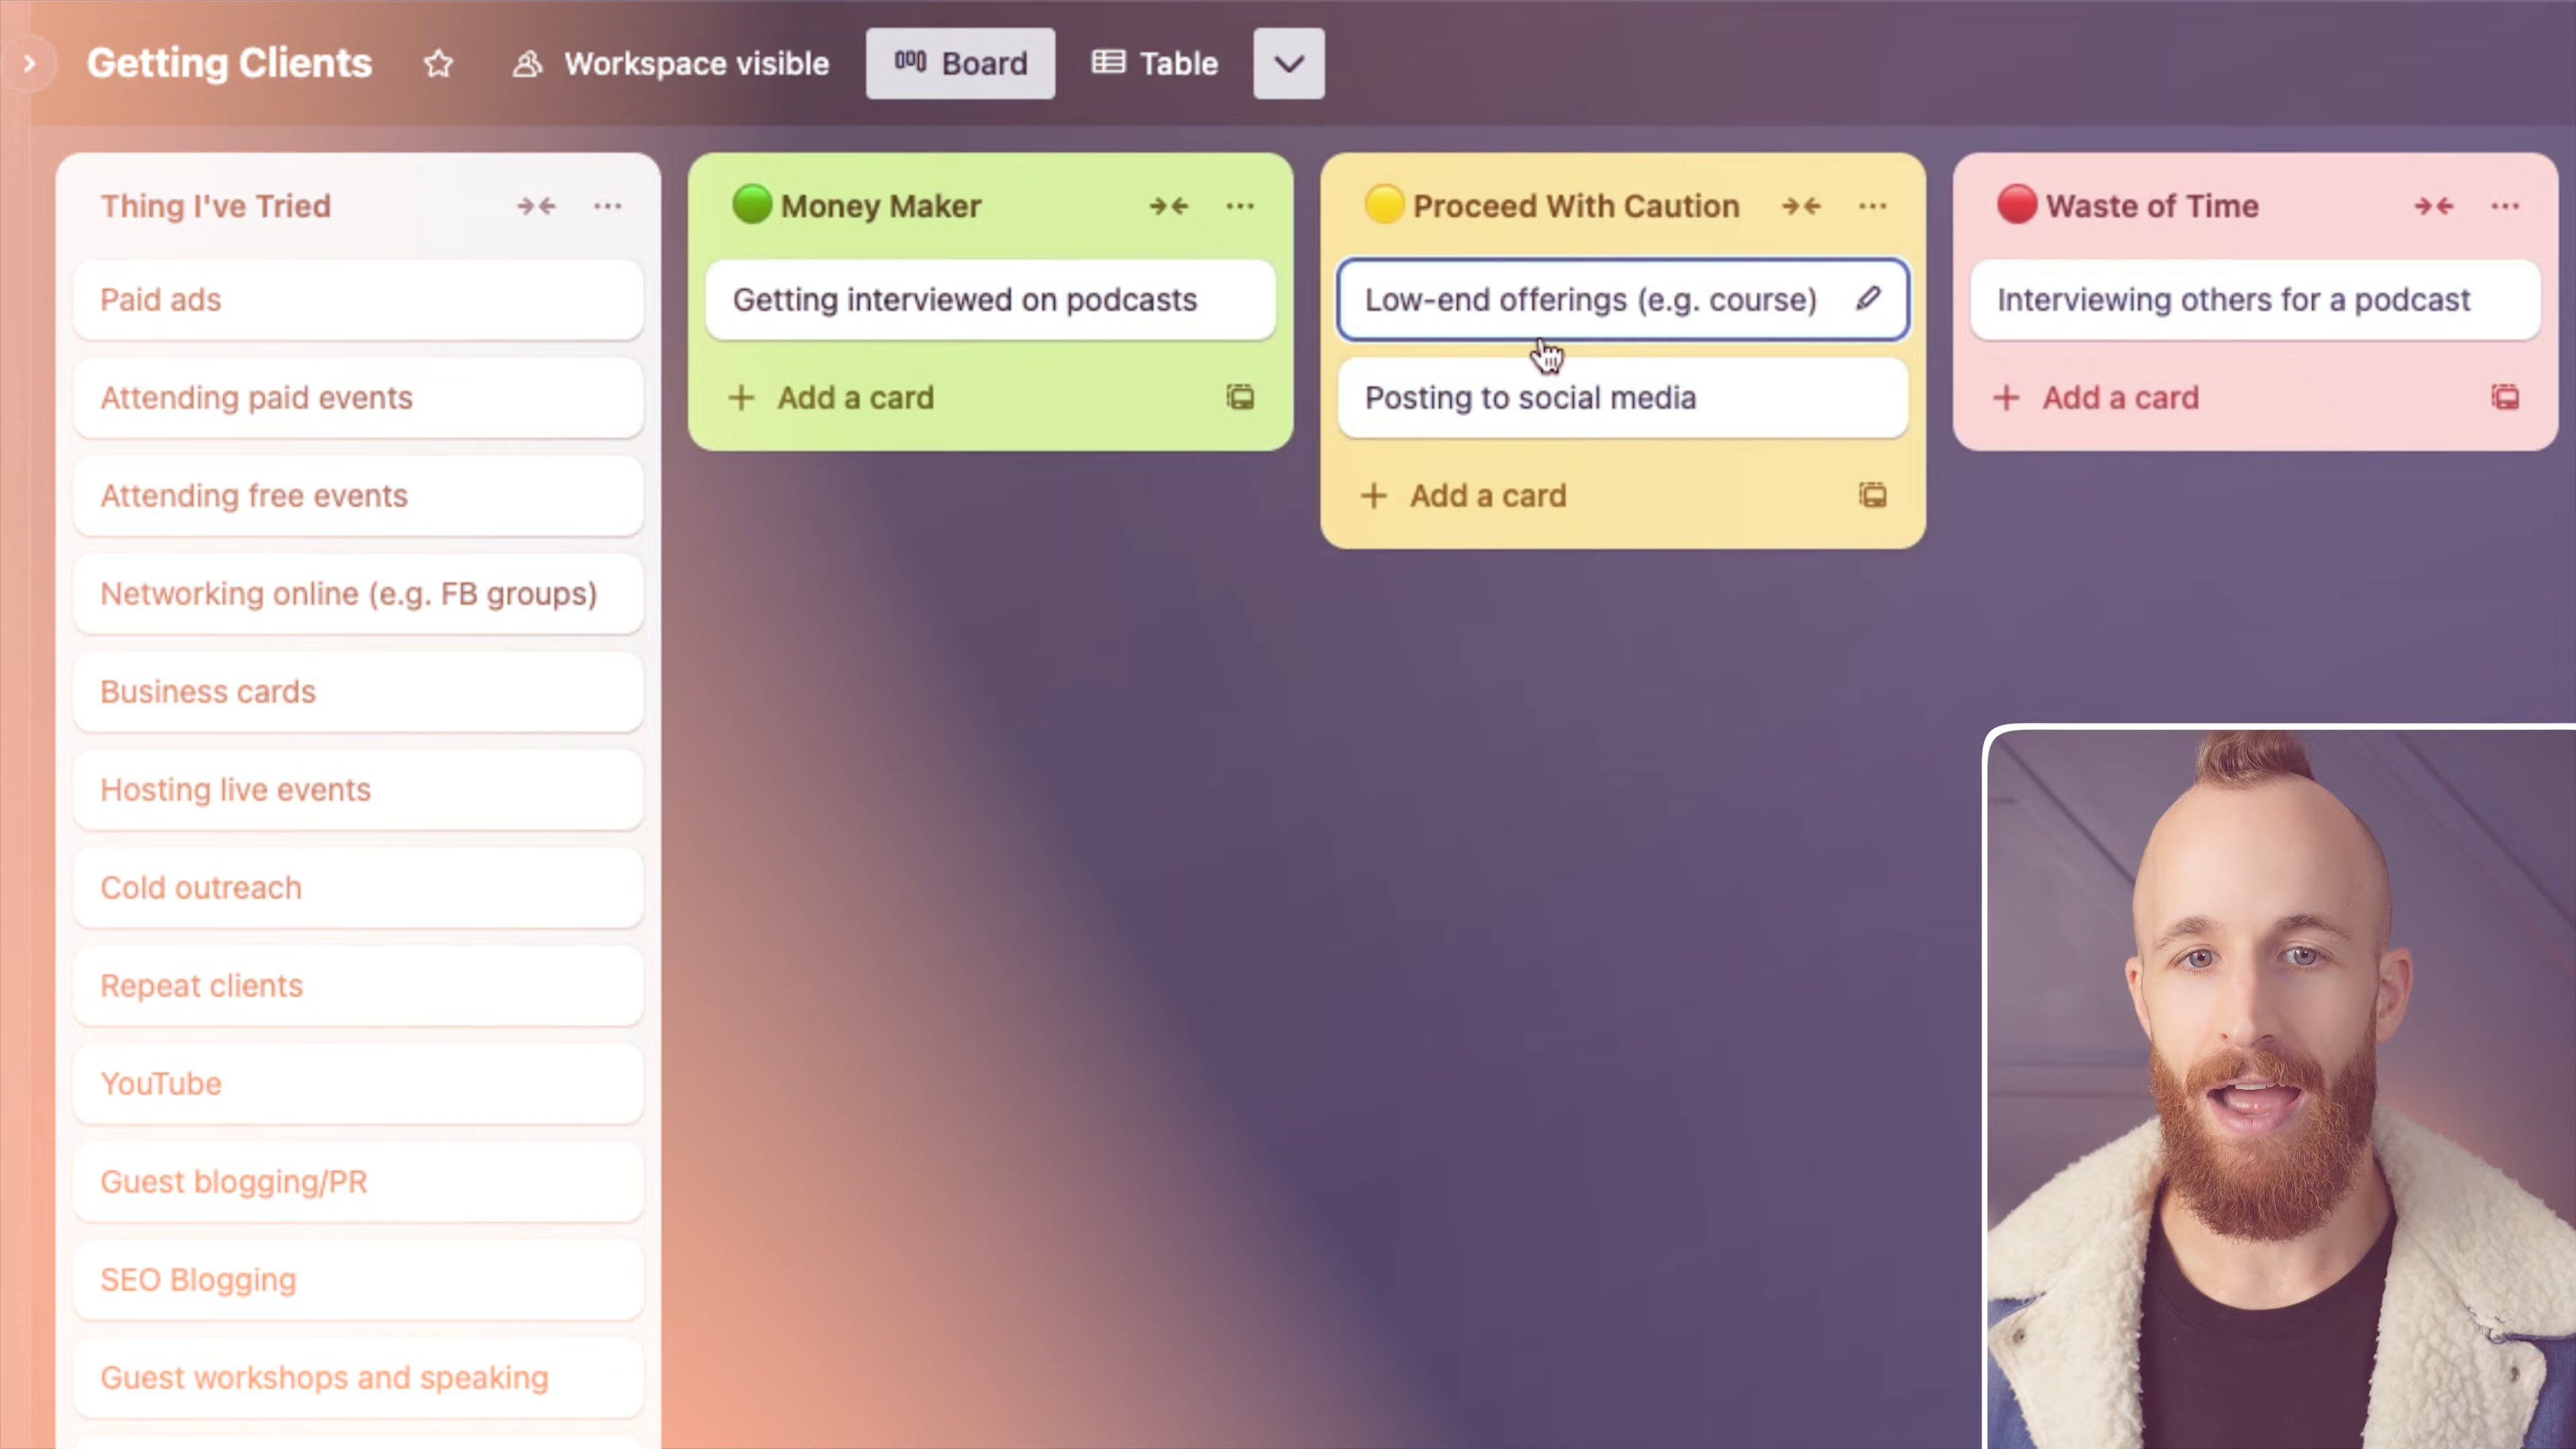 Getting Clients
Workspace visible
Board
Table
Thing I've Tried
Paid ads
Attending paid events
Attending free events
Networking online (e.g. FB groups)
Business cards
Hosting live events
Cold outreach
Repeat clients
YouTube
Guest blogging/PR
SEO Blogging
Guest workshops and speaking
Money Maker
Getting interviewed on podcasts
Add a card
Proceed With Caution
Low-end offerings (e.g. course)
Posting to social media
Add a card
Waste of Time
Interviewing others for a podcast
Add a card